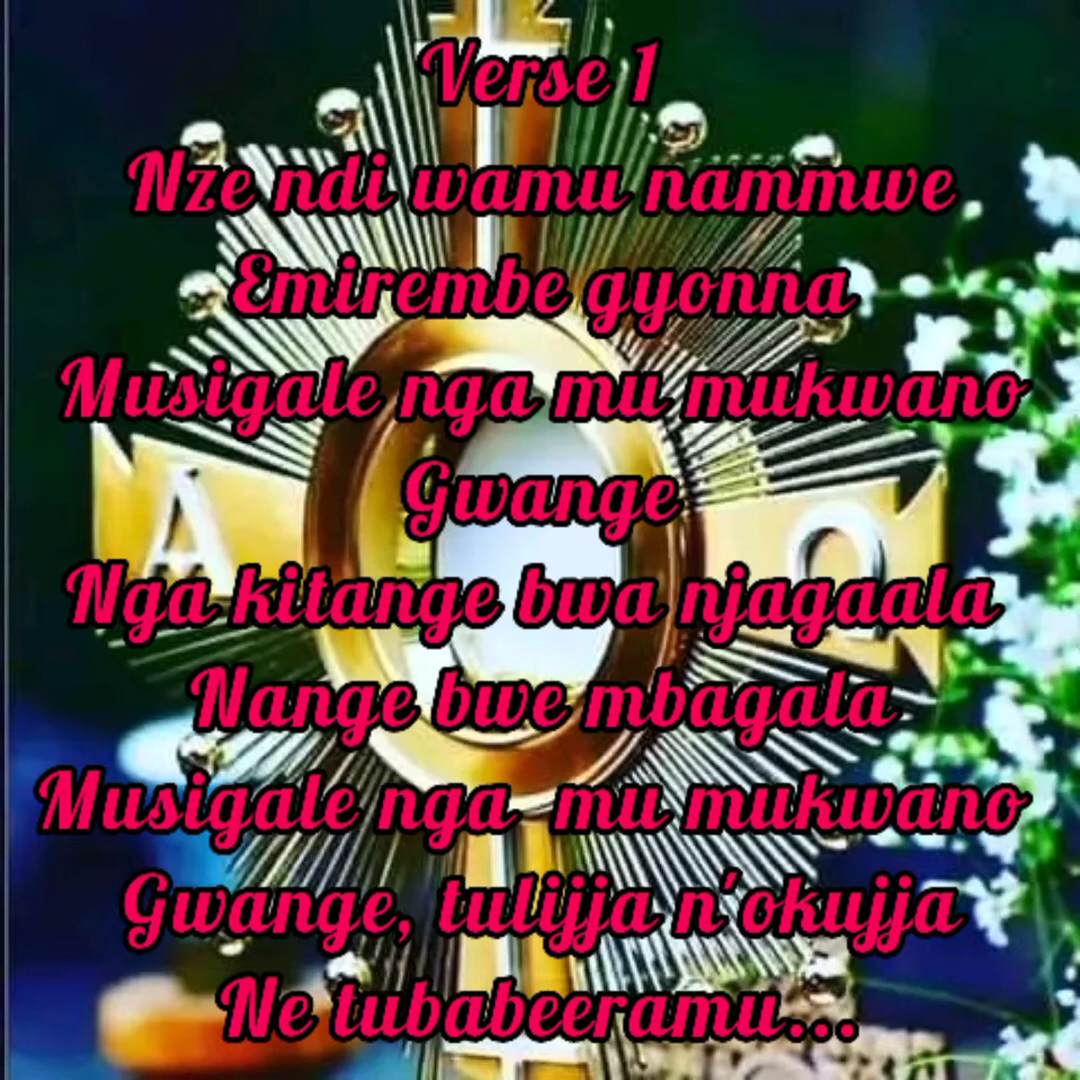 Verse 1
Nze ndi wamu nammwe
Emirembe gyonna
Musigale nga mu mukwano
Gwange
A Ω
Nga kitange bwa njagaala
Nange bwe mbagala
Musigale nga mu mukwano
Gwange, tulijja n'okujja
Ne tubabeeramu...